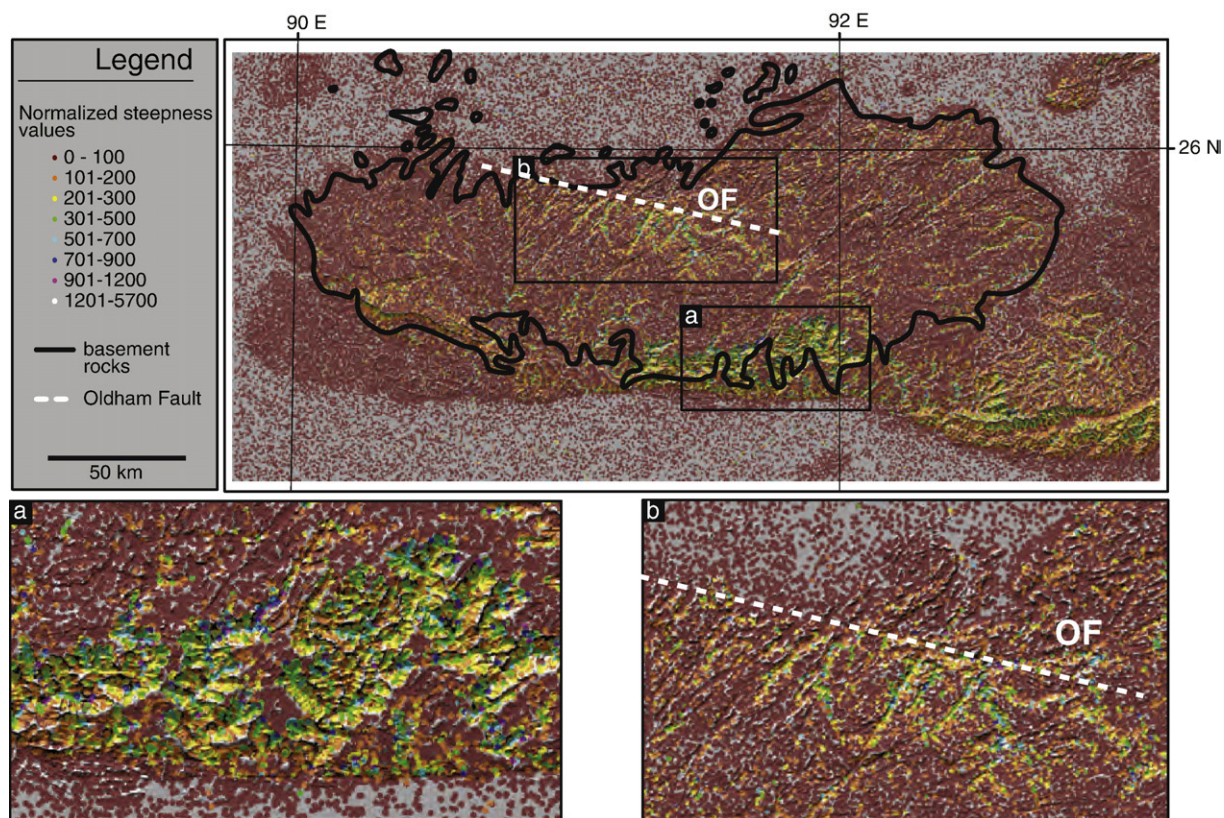 90 E
92 E
Legend
Normalized steepness
values
0 - 100
101-200
201-300
301-500
501-700
701-900
901-1200
1201-5700
basement
rocks
Oldham Fault
50 km
26 N
b
OF
a
a
b
OF